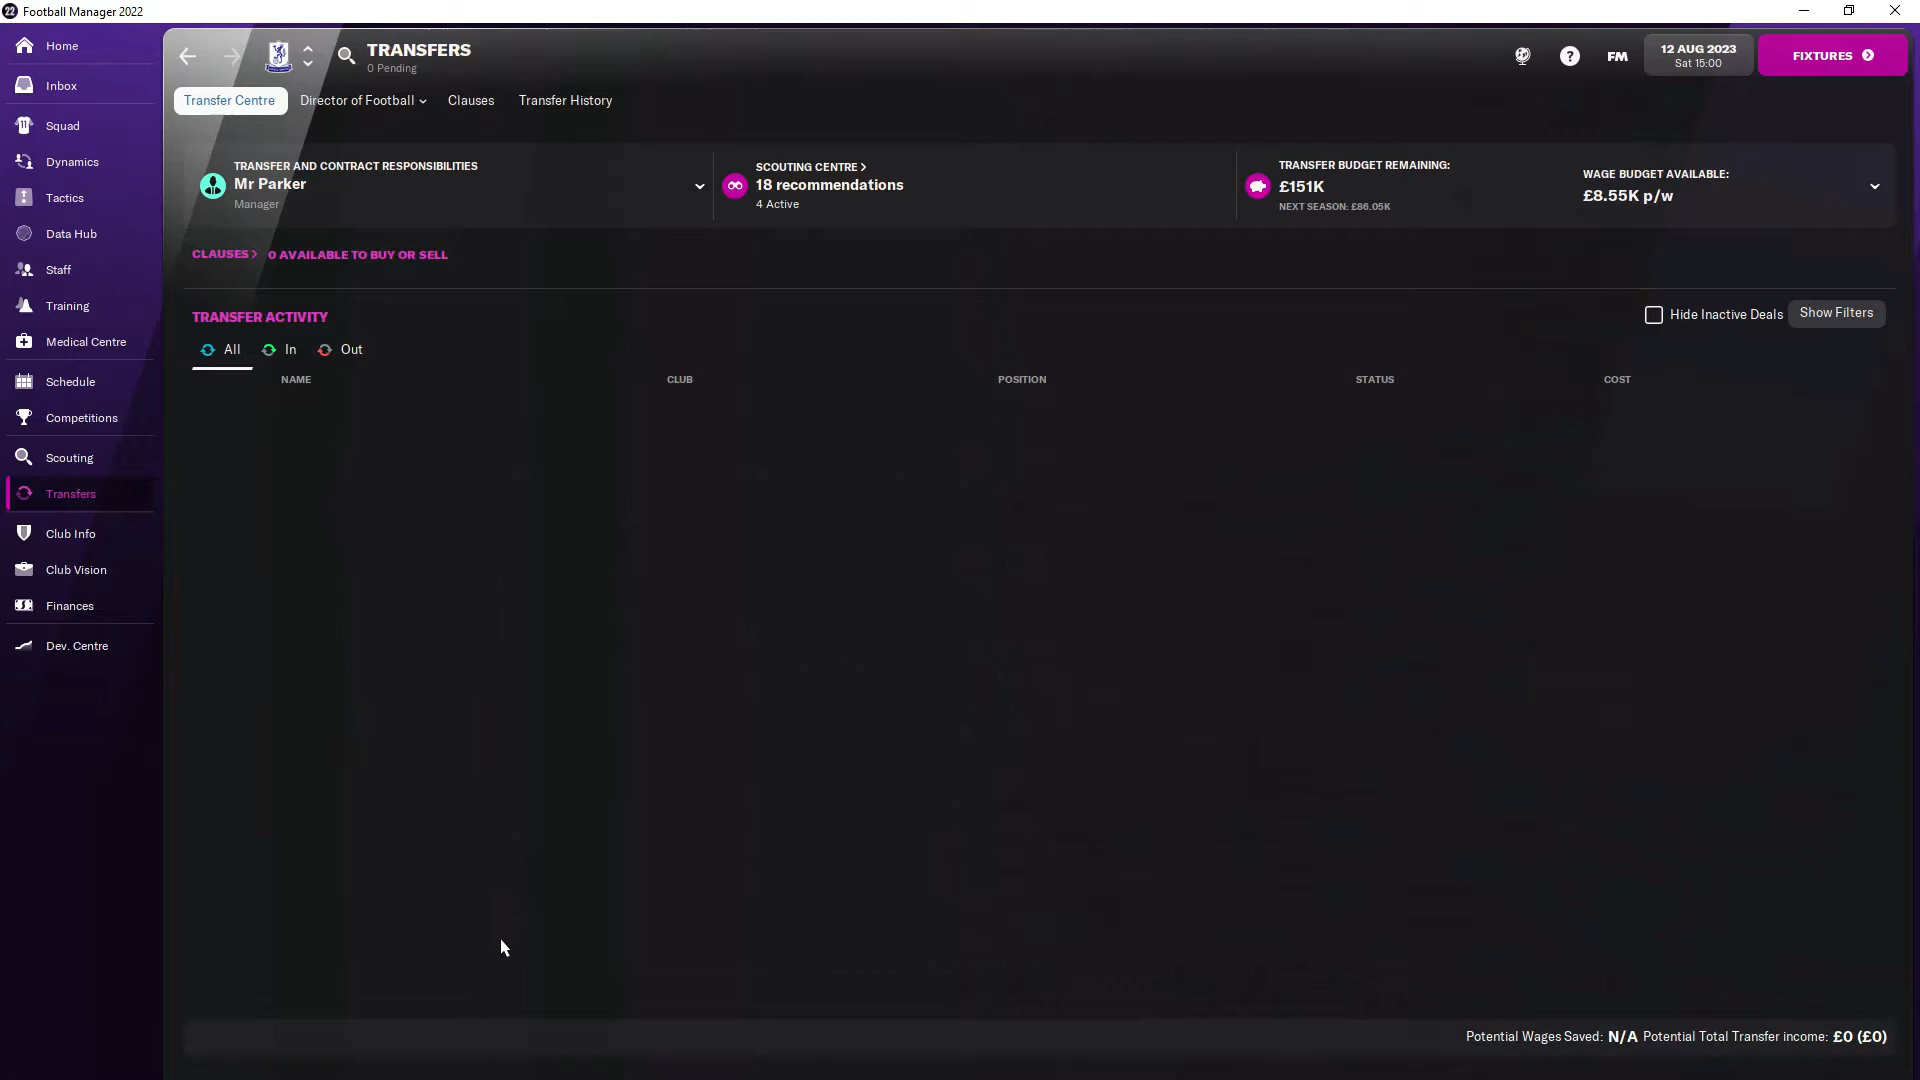 Football Manager 2022
Home
Inbox
Squad
Dynamics
Tactics
Data Hub
Staff
Training
Medical Centre
Schedule
Competitions
Scouting
Transfers
Club Info
Club Vision
Finances
Dev. Centre
TRANSFERS
0 Pending
FM
12 AUG 2023
Sat 15:00
FIXTURES
Transfer Centre
Director of Football
Clauses
Transfer History
TRANSFER AND CONTRACT RESPONSIBILITIES
Mr Parker
Manager
SCOUTING CENTRE >
18 recommendations
4 Active
TRANSFER BUDGET REMAINING:
£151K
NEXT SEASON: £86.05K
WAGE BUDGET AVAILABLE:
£8.55K p/w
CLAUSES > 0 AVAILABLE TO BUY OR SELL
TRANSFER ACTIVITY
Hide Inactive Deals
Show Filters
All In Out
NAME CLUB POSITION STATUS COST
Potential Wages Saved: N/A Potential Total Transfer income: £0 (£0)